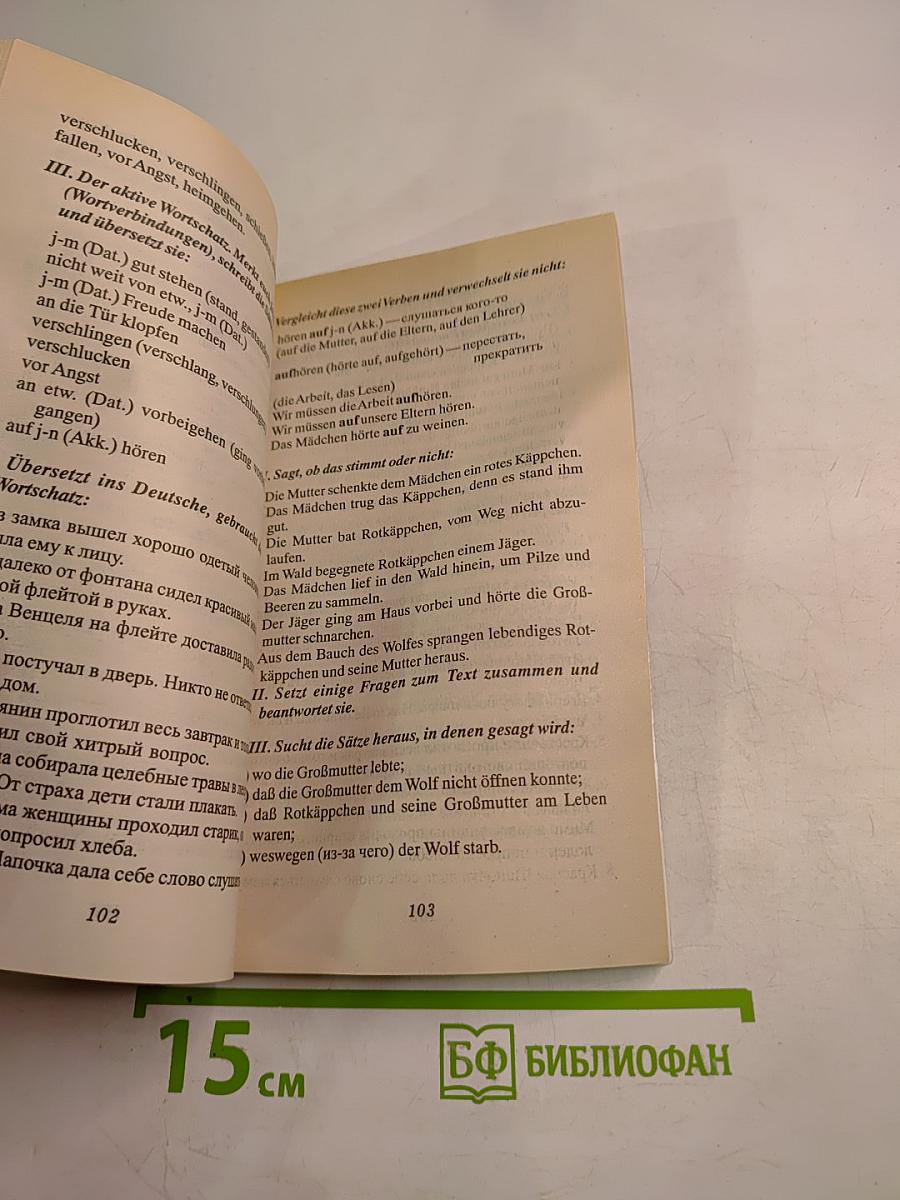 verschlucken, verschlingen,
fallen, vor Angst, heimgehen.
III. Der aktive Wortschatz. Merkt
(Wortverbindungen), schreibt die
und übersetzt sie:
j-m (Dat.) gut stehen (stand,
nicht weit von etw., j-m (Dat.)
j-m (Dat.) Freude machen
an die Tür klopfen
verschlingen (verschlang,
verschlucken
vor Angst
an etw. (Dat.) vorbeigehen (ging
gangen)
auf j-n (Akk.) hören
Übersetzt ins Deutsche,
Wortschatz:
з замка вышел хорошо одетый
ла ему к лицу.
далеко от фонтана сидел красивый
ой флейтой в руках.
Венцеля на флейте доставила
о.
постучал в дверь. Никто не
дом.
янин проглотил весь завтрак и
ил свой хитрый вопрос.
а собирала целебные травы в
От страха дети стали плакать.
ма женщины проходил старик,
опросил хлеба.
Шапочка дала себе слово
102
Vergleicht diese zwei Verben und verwechselt sie nicht:
hören auf j-n (Akk.) — слушаться кого-то
(auf die Mutter, auf die Eltern, auf den Lehrer)
aufhören (hörte auf, aufgehört) — перестать,
прекратить
(die Arbeit, das Lesen)
Wir müssen die Arbeit aufhören.
Wir müssen auf unsere Eltern hören.
Das Mädchen hörte auf zu weinen.
Sagt, ob das stimmt oder nicht:
Die Mutter schenkte dem Mädchen ein rotes Käppchen.
Das Mädchen trug das Käppchen, denn es stand ihm
gut.
Die Mutter bat Rotkäppchen, vom Weg nicht abzu-
laufen.
Im Wald begegnete Rotkäppchen einem Jäger.
Das Mädchen lief in den Wald hinein, um Pilze und
Beeren zu sammeln.
Der Jäger ging am Haus vorbei und hörte die Groß-
mutter schnarchen.
Aus dem Bauch des Wolfes sprangen lebendiges Rot-
käppchen und seine Mutter heraus.
II. Setzt einige Fragen zum Text zusammen und
beantwortet sie.
III. Sucht die Sätze heraus, in denen gesagt wird:
) wo die Großmutter lebte;
) daß die Großmutter dem Wolf nicht öffnen konnte;
) daß Rotkäppchen und seine Großmutter am Leben
waren;
) weswegen (из-за чего) der Wolf starb.
103
15 см
БФ БИБЛИОФАН